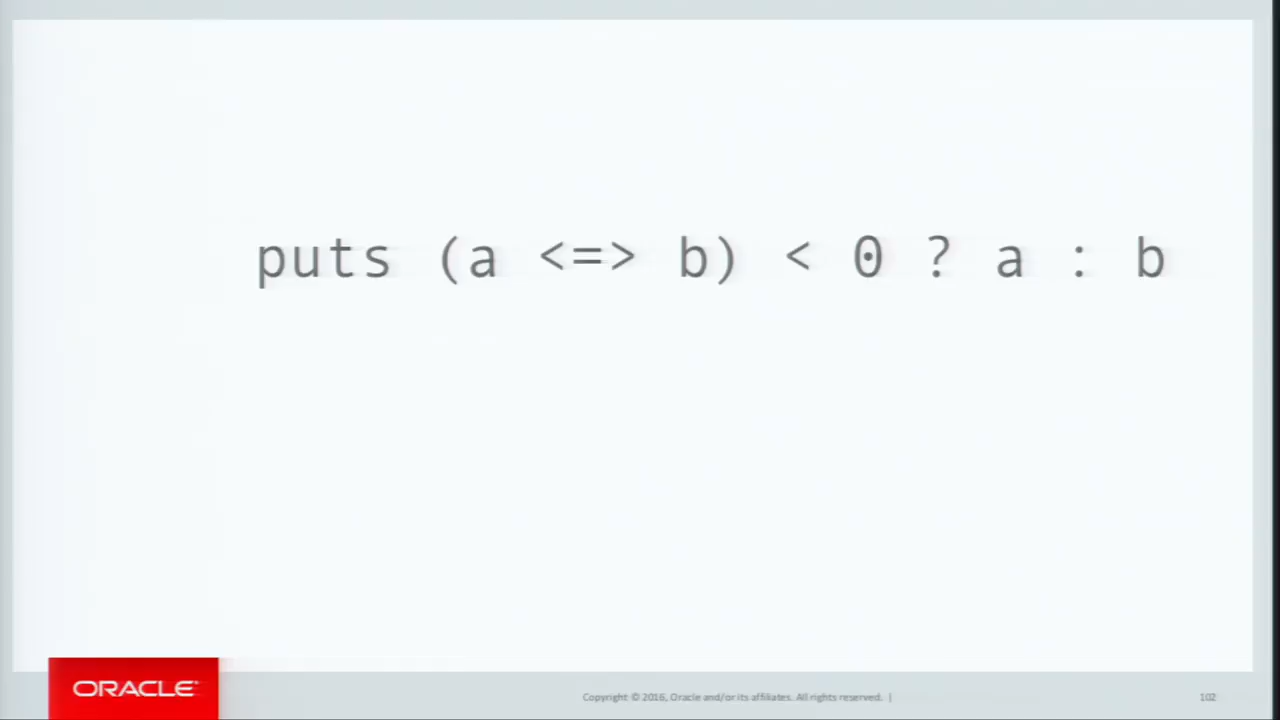 puts (a <=> b) < 0 ? a : b
ORACLE
Copyright © 2016, Oracle and/or its affiliates. All rights reserved. |
102